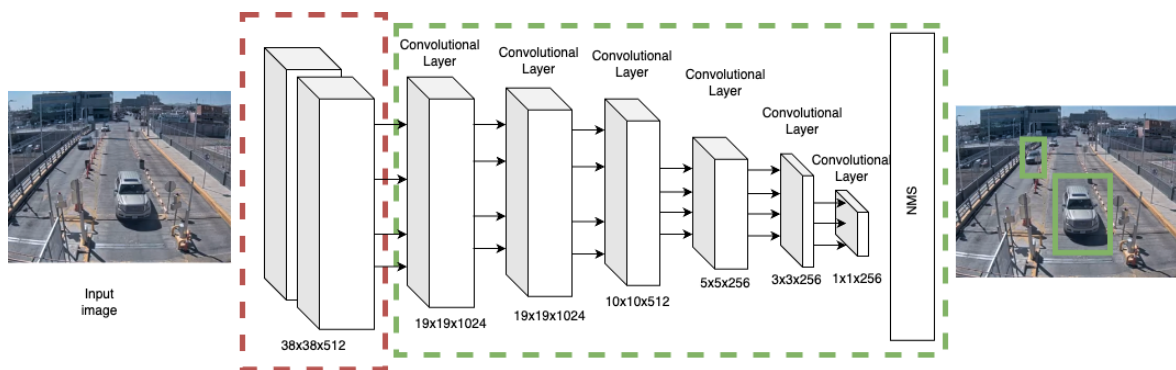 Input
image
38x38x512
Convolutional
Layer
19x19x1024
Convolutional
Layer
19x19x1024
Convolutional
Layer
10x10x512
Convolutional
Layer
5x5x256
Convolutional
Layer
3x3x256
Convolutional
Layer
1x1x256
NMS